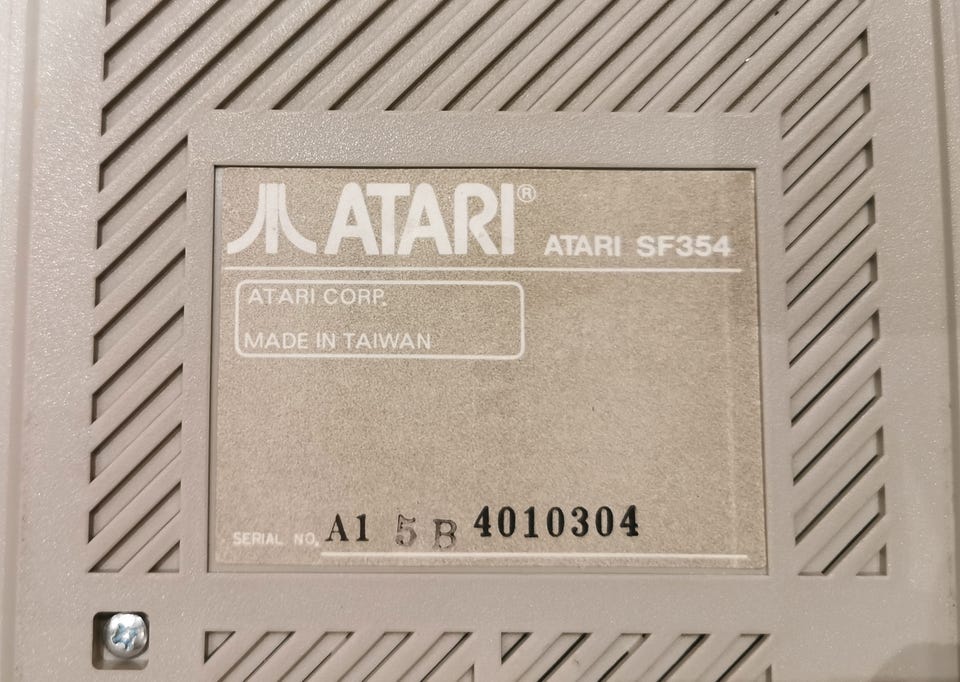 ATARI® ATARI SF354
ATARI CORP.
MADE IN TAIWAN
SERIAL NO. A1 5 B 4010304